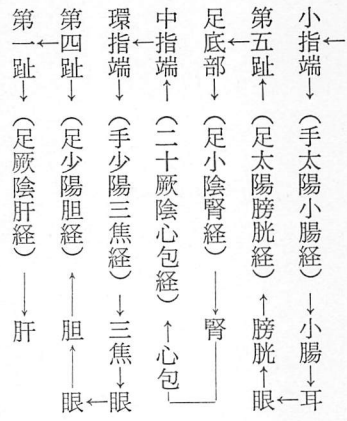 小指端↓(手太陽小腸経)↓小腸↓耳
第五趾↑(足太陽膀胱経)↑膀胱↑眼
足底部↓(足小陰腎経)↓腎
中指端↑(二十厥陰心包経)↑心包
環指端↓(手少陽三焦経)↓三焦↓眼
第四趾↓(足少陽胆経)↑胆↑眼
第一趾↓(足厥陰肝経)↓肝